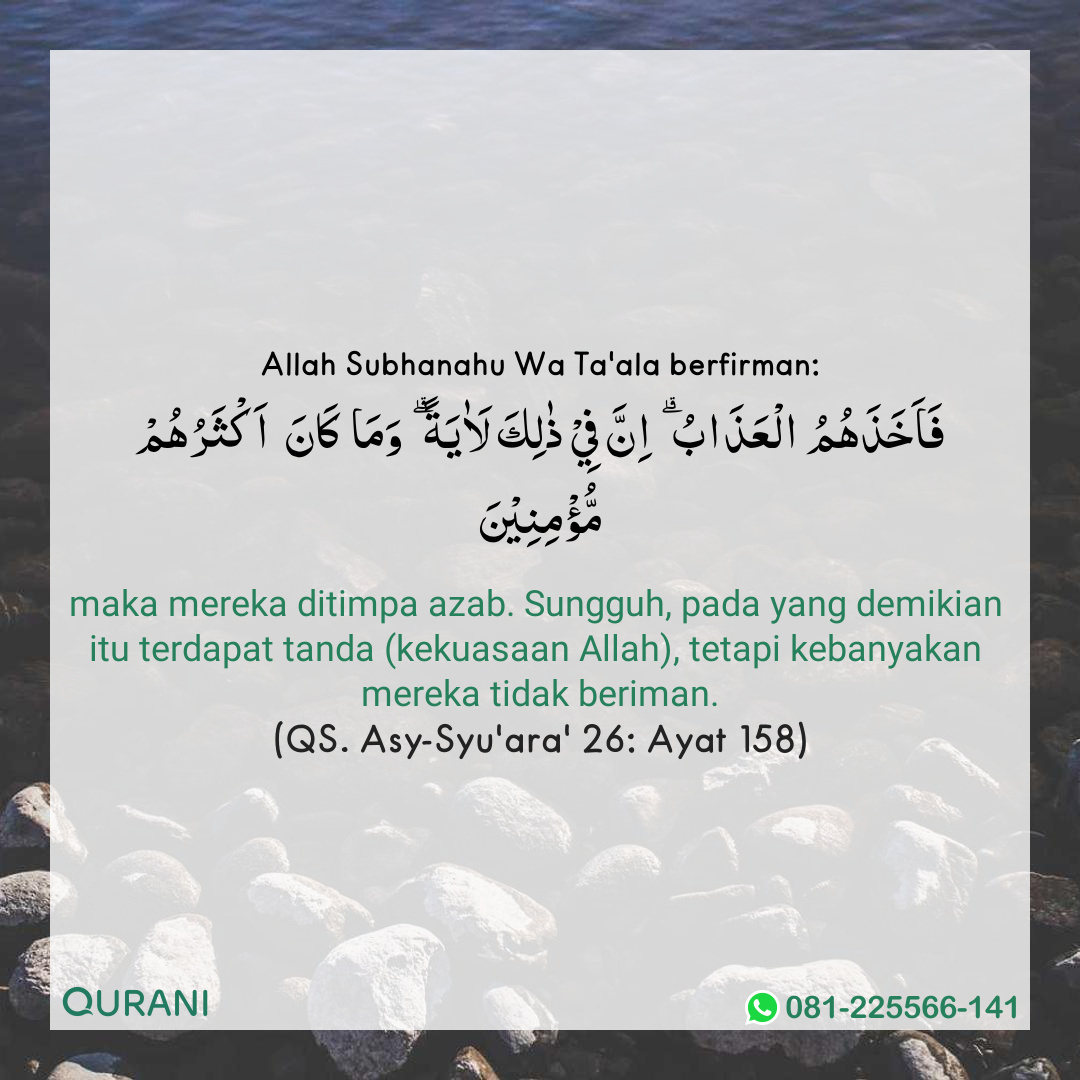 Allah Subhanahu Wa Ta'ala berfirman:
فَاَخَذَهُمُ الْعَذَابُ ۗ اِنَّ فِيْ ذٰلِكَ لَاٰيَةً ۗ وَمَا كَانَ اَكْثَرُهُمْ
مُّؤْمِنِيْنَ
maka mereka ditimpa azab. Sungguh, pada yang demikian
itu terdapat tanda (kekuasaan Allah), tetapi kebanyakan
mereka tidak beriman.
(QS. Asy-Syu'ara' 26: Ayat 158)
QURANI
081-225566-141